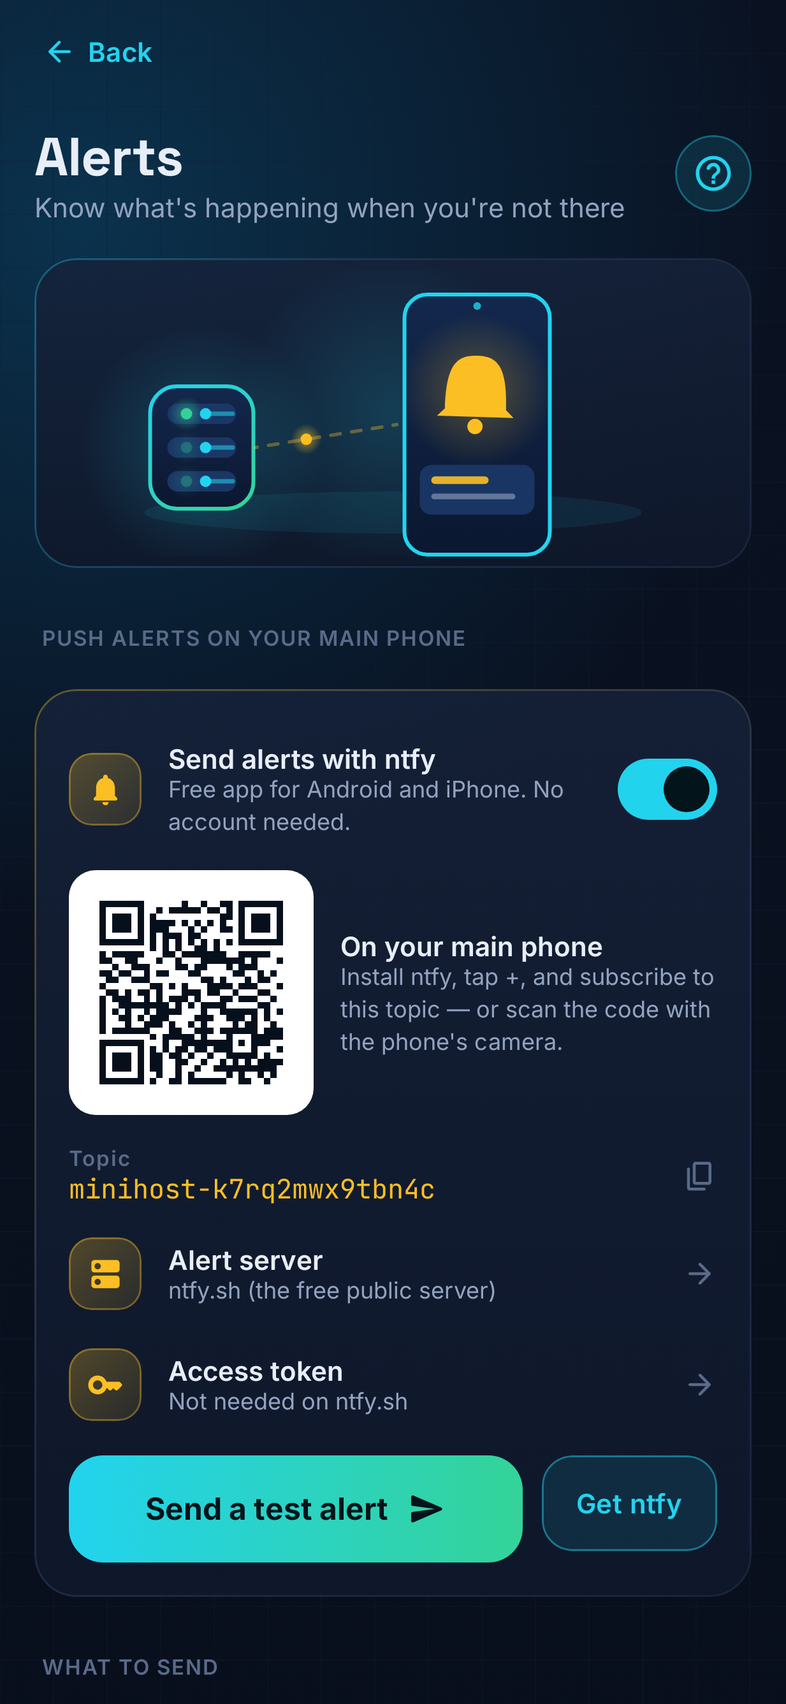 Back
Alerts
Know what's happening when you're not there
PUSH ALERTS ON YOUR MAIN PHONE
Send alerts with ntfy
Free app for Android and iPhone. No
account needed.
On your main phone
Install ntfy, tap +, and subscribe to
this topic — or scan the code with
the phone's camera.
Topic
minihost-k7rq2mwx9tbn4c
Alert server
ntfy.sh (the free public server)
Access token
Not needed on ntfy.sh
Send a test alert
Get ntfy
WHAT TO SEND